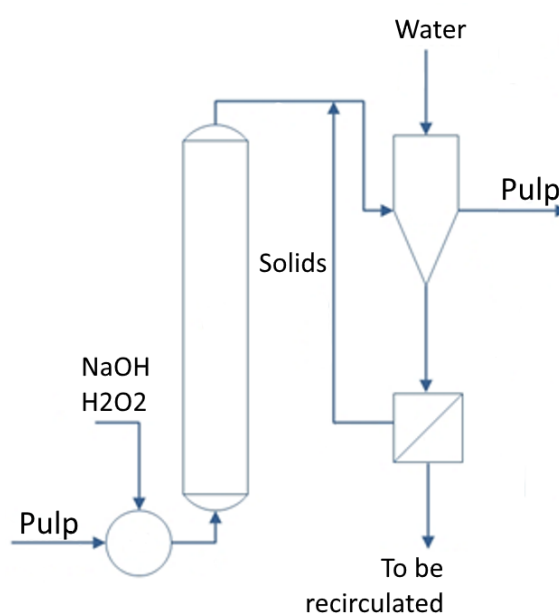 Water
Pulp
Solids
NaOH
H2O2
Pulp
To be
recirculated